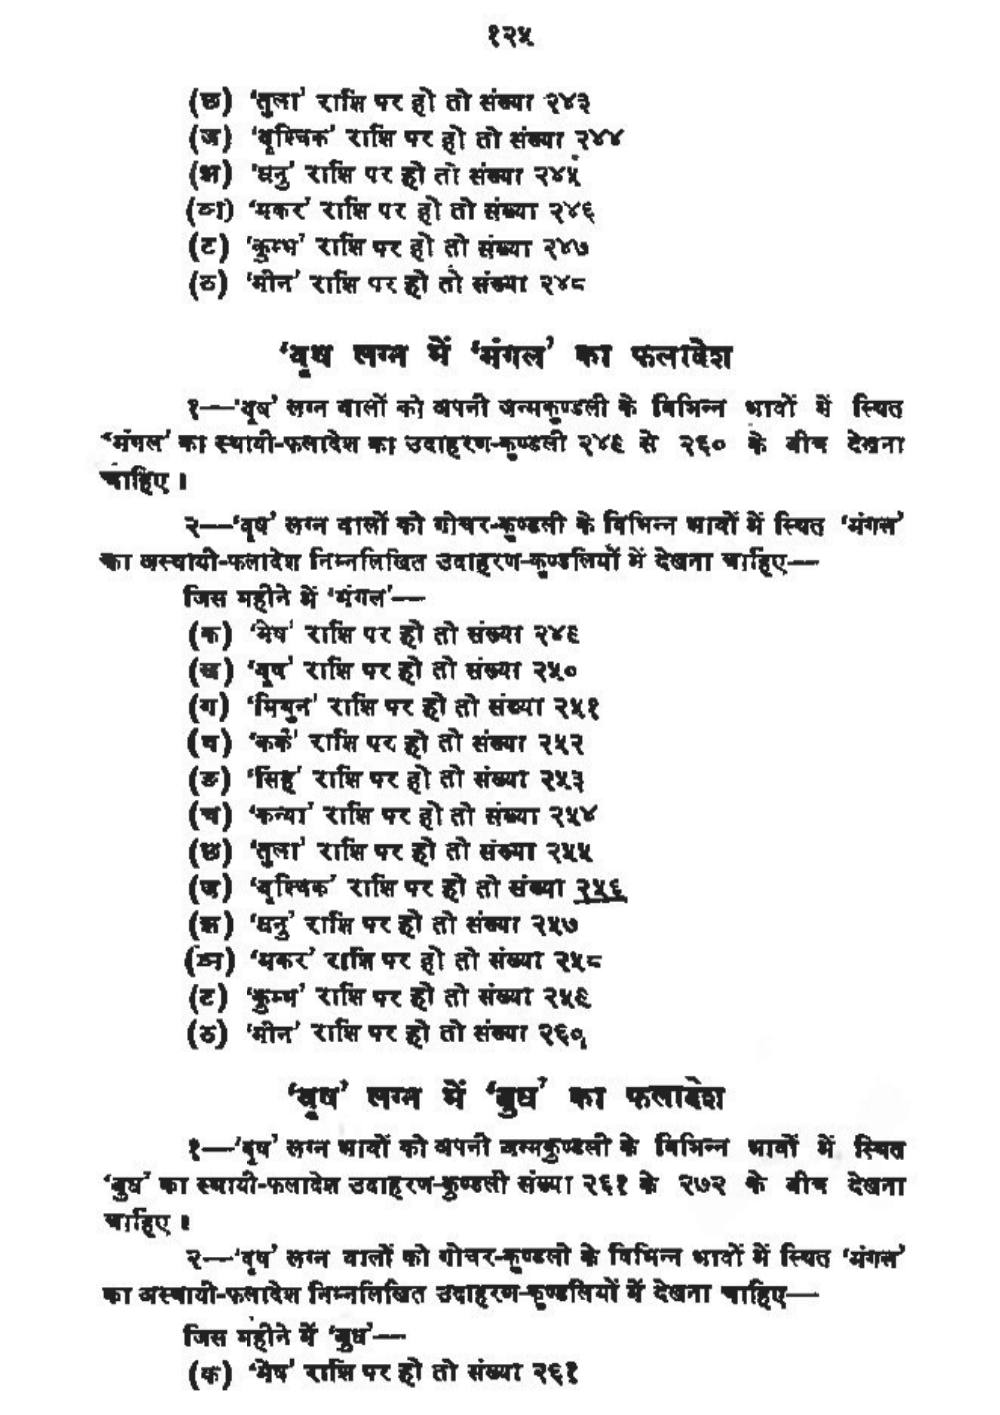 १२५
(छ) 'तुला' राशि पर हो तो संख्या २४३
(ज) 'वृश्चिक' राशि पर हो तो संख्या २४४
(झ) 'धनु' राशि पर हो तो संख्या २४५
(ञ) 'मकर' राशि पर हो तो संख्या २४६
(ट) 'कुम्भ' राशि पर हो तो संख्या २४७
(ठ) 'मीन' राशि पर हो तो संख्या २४८
'वृष लग्न में 'मंगल' का फलादेश
१—'वृष' लग्न वालों को अपनी जन्मकुण्डली के विभिन्न भावों में स्थित
'मंगल' का स्थायी-फलादेश का उदाहरण-कुण्डली २४९ से २६० के बीच देखना
चाहिए ।
२—'वृष' लग्न वालों को गोचर-कुण्डली के विभिन्न भावों में स्थित 'मंगल'
का अस्थायी-फलादेश निम्नलिखित उदाहरण-कुण्डलियों में देखना चाहिए—
जिस महीने में 'मंगल'—
(क) 'मेष' राशि पर हो तो संख्या २४९
(ख) 'वृष' राशि पर हो तो संख्या २५०
(ग) 'मिथुन' राशि पर हो तो संख्या २५१
(घ) 'कर्क' राशि पर हो तो संख्या २५२
(ङ) 'सिंह' राशि पर हो तो संख्या २५३
(च) 'कन्या' राशि पर हो तो संख्या २५४
(छ) 'तुला' राशि पर हो तो संख्या २५५
(ज) 'वृश्चिक' राशि पर हो तो संख्या २५६
(झ) 'धनु' राशि पर हो तो संख्या २५७
(ञ) 'मकर' राशि पर हो तो संख्या २५८
(ट) 'कुम्भ' राशि पर हो तो संख्या २५९
(ठ) 'मीन' राशि पर हो तो संख्या २६०
'वृष' लग्न में 'बुध' का फलादेश
१—'वृष' लग्न भावों को अपनी जन्मकुण्डली के विभिन्न भावों में स्थित
'बुध' का स्थायी-फलादेश उदाहरण-कुण्डली संख्या २६१ के २७२ के बीच देखना
चाहिए ।
२—'वृष' लग्न वालों को गोचर-कुण्डली के विभिन्न भावों में स्थित 'मंगल'
का अस्थायी-फलादेश निम्नलिखित उदाहरण-कुण्डलियों में देखना चाहिए—
जिस महीने में 'बुध'—
(क) 'मेष' राशि पर हो तो संख्या २६१